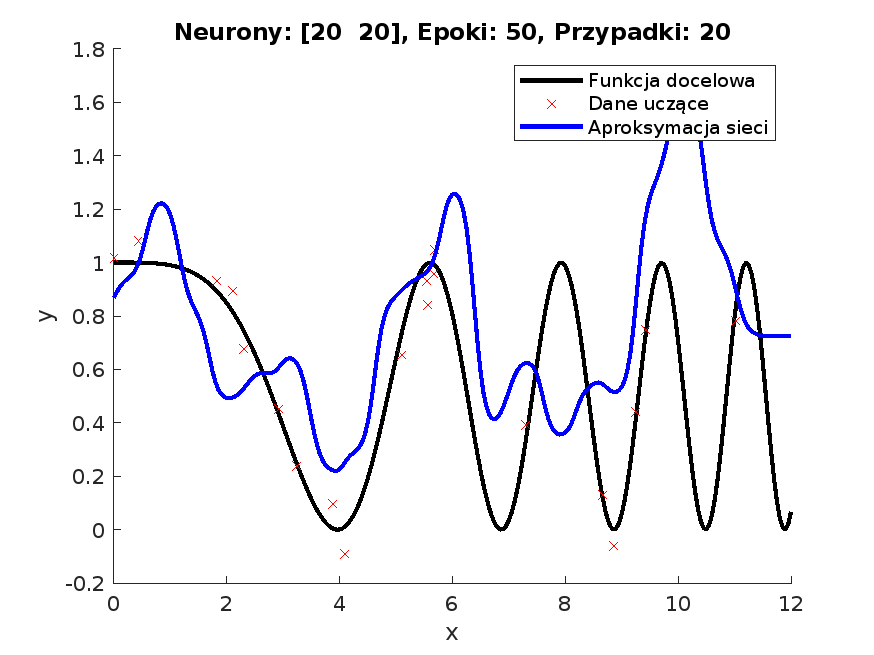 Neurony: [20  20], Epoki: 50, Przypadki: 20
Funkcja docelowa
Dane uczące
Aproksymacja sieci
1.8
1.6
1.4
1.2
1
0.8
0.6
0.4
0.2
0
-0.2
y
0 2 4 6 8 10 12
x